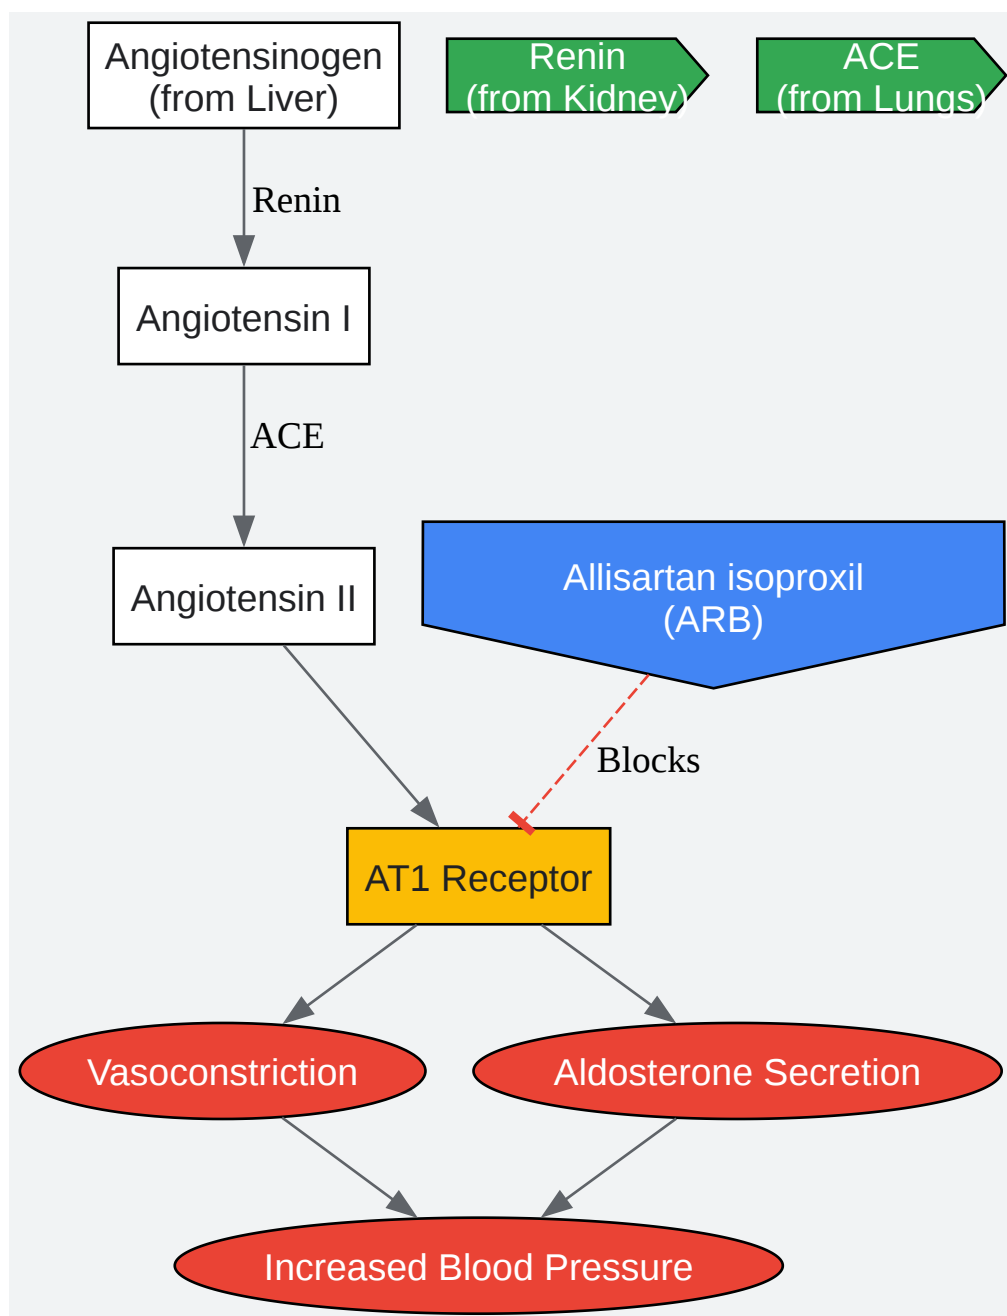 Angiotensinogen
(from Liver)
Renin
(from Kidney)
ACE
(from Lungs)
Renin
Angiotensin I
ACE
Angiotensin II
Allisartan isoproxil
(ARB)
Blocks
AT1 Receptor
Vasoconstriction
Aldosterone Secretion
Increased Blood Pressure